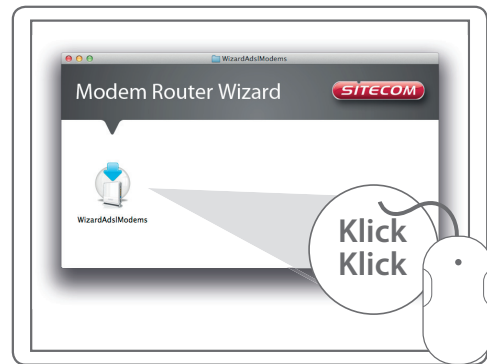 WizardAdslModems
Modem Router Wizard
SITECOM
WizardAdslModems
Klick
Klick